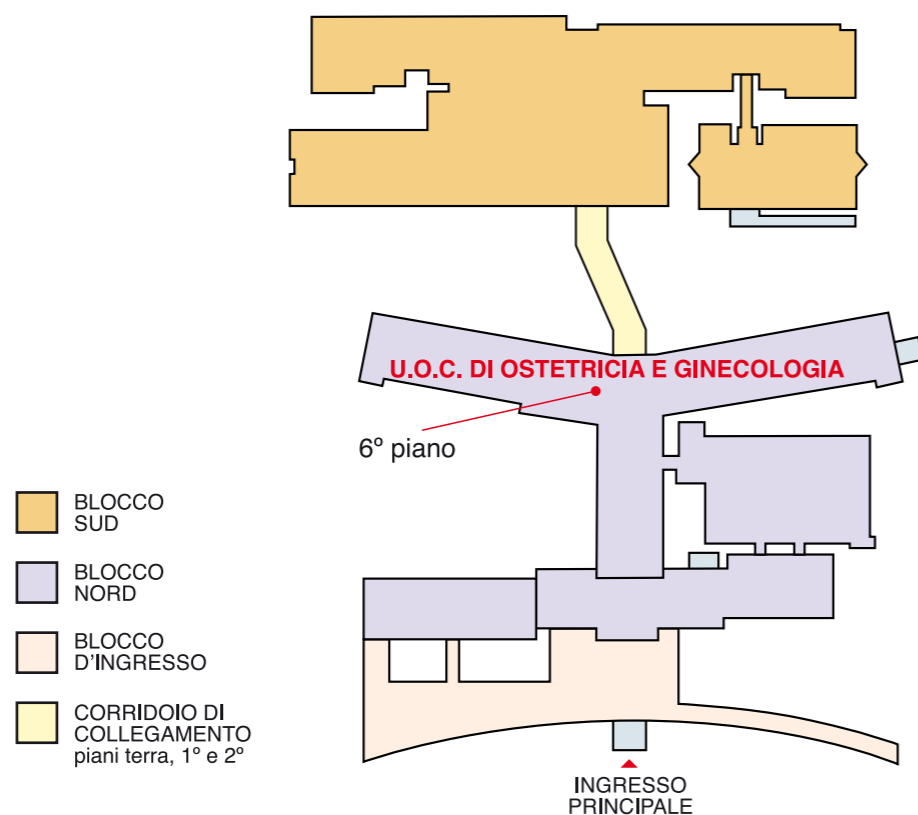 U.O.C. DI OSTETRICIA E GINECOLOGIA
6º piano
BLOCCO
SUD
BLOCCO
NORD
BLOCCO
D'INGRESSO
CORRIDOIO DI
COLLEGAMENTO
piani terra, 1º e 2º
INGRESSO
PRINCIPALE